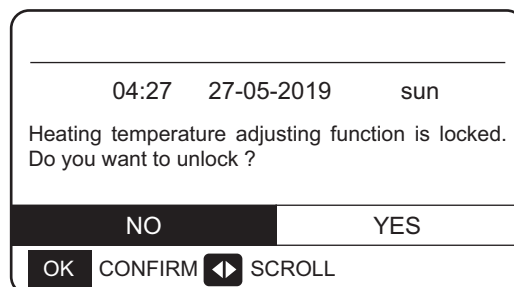 04:27 27-05-2019 sun
Heating temperature adjusting function is locked.
Do you want to unlock ?
NO YES
OK CONFIRM SCROLL